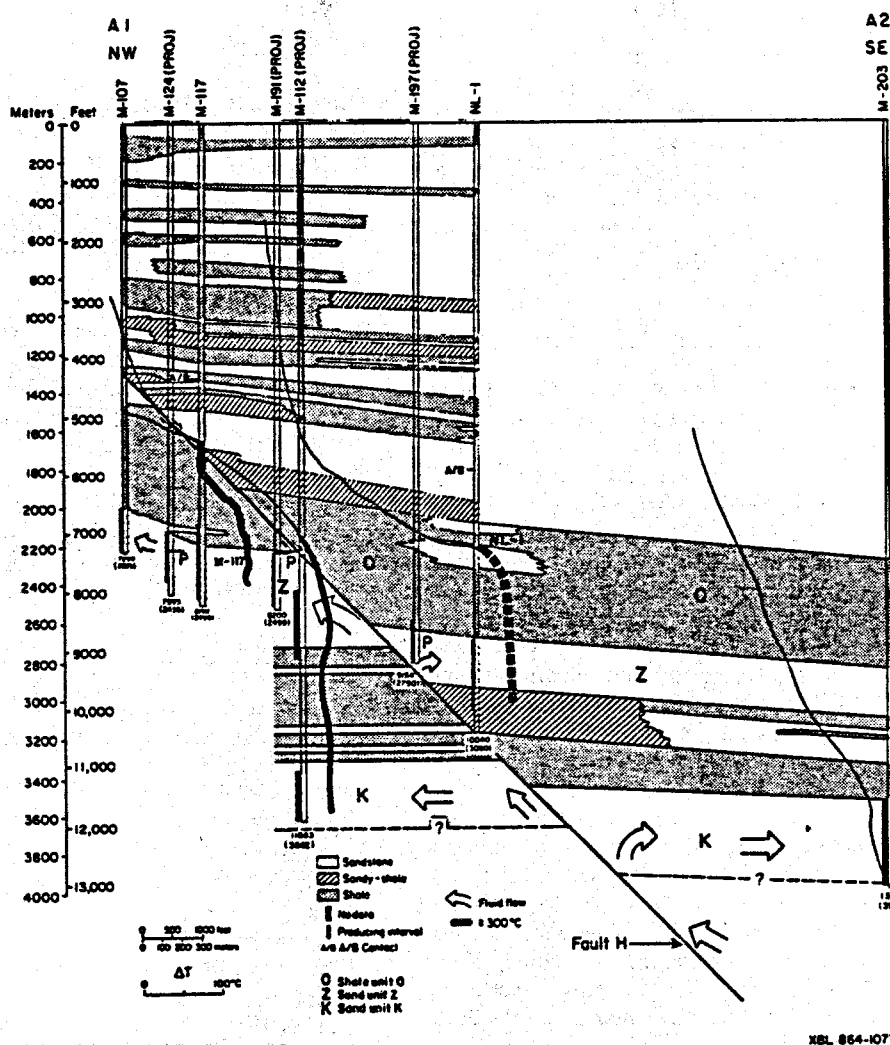 A1
NW
A2
SE
M-107
M-124 (PROJ)
M-117
M-191 (PROJ)
M-112 (PROJ)
M-197 (PROJ)
NL-1
M-203
Meters Feet
0 0
200
1000
400
600 2000
800
3000
1000
1200 4000
A/B
1400
5000
1600
A/B
1800 6000
2000
7000
2200
NL-1
P P M-117
O
2400
8000
Z
O
2600
P
9000
2800
Z
3000
10,000
3200
11,000
3400
K
K
3600 12,000
?
3800
?
4000 13,000
Sandstone
Sandy-shale
Shale
No data
Producing interval
A/B A/B Contact
Fluid flow
≥ 300°C
0 500 1000 feet
0 100 200 300 meters
ΔT
0 100°C
O Shale unit O
Z Sand unit Z
K Sand unit K
Fault H
XBL 864-107